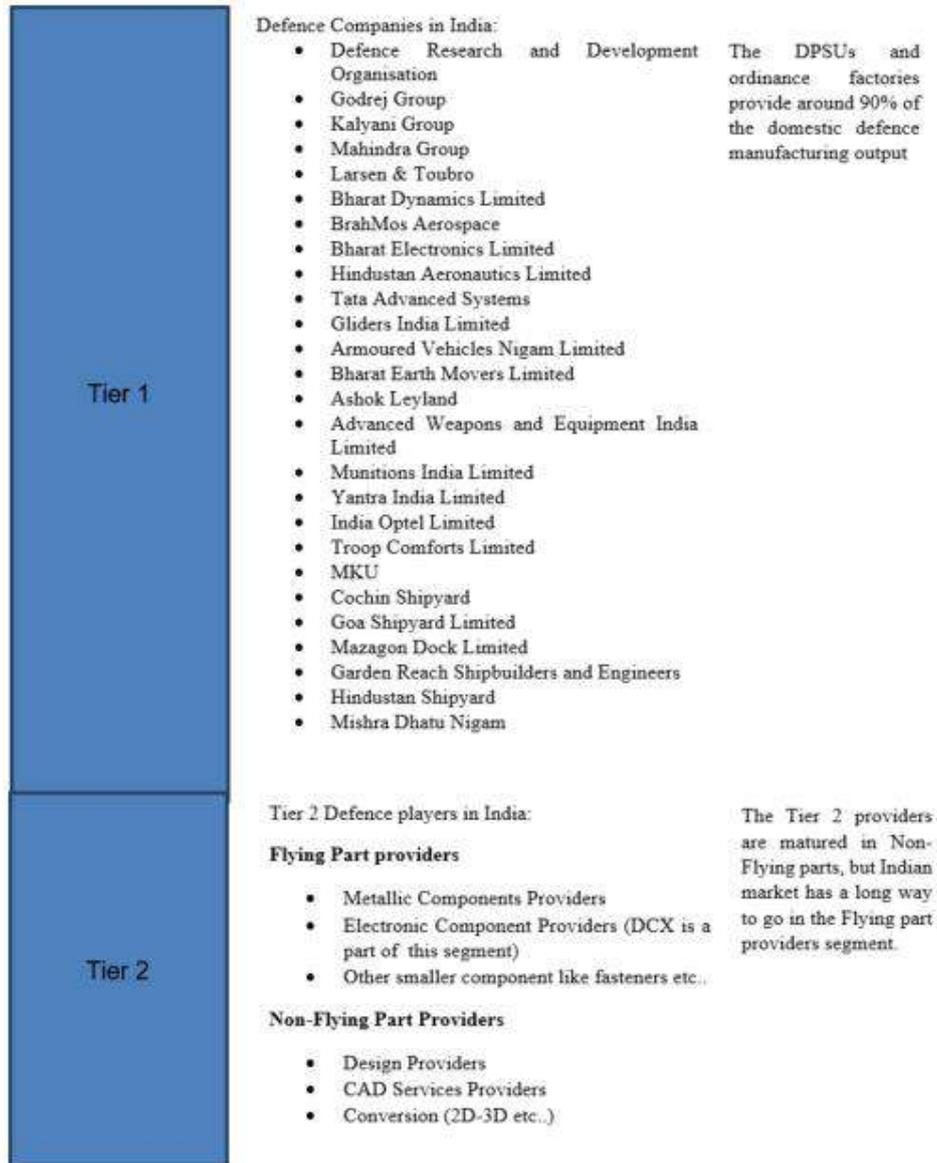 Tier 1
Defence Companies in India:
• Defence Research and Development
Organisation
• Godrej Group
• Kalyani Group
• Mahindra Group
• Larsen & Toubro
• Bharat Dynamics Limited
• BrahMos Aerospace
• Bharat Electronics Limited
• Hindustan Aeronautics Limited
• Tata Advanced Systems
• Gliders India Limited
• Armoured Vehicles Nigam Limited
• Bharat Earth Movers Limited
• Ashok Leyland
• Advanced Weapons and Equipment India
Limited
• Munitions India Limited
• Yantra India Limited
• India Optel Limited
• Troop Comforts Limited
• MKU
• Cochin Shipyard
• Goa Shipyard Limited
• Mazagon Dock Limited
• Garden Reach Shipbuilders and Engineers
• Hindustan Shipyard
• Mishra Dhatu Nigam
The DPSUs and
ordinance factories
provide around 90% of
the domestic defence
manufacturing output
Tier 2
Tier 2 Defence players in India:
Flying Part providers
• Metallic Components Providers
• Electronic Component Providers (DCX is a
part of this segment)
• Other smaller component like fasteners etc..
Non-Flying Part Providers
• Design Providers
• CAD Services Providers
• Conversion (2D-3D etc..)
The Tier 2 providers
are matured in Non-
Flying parts, but Indian
market has a long way
to go in the Flying part
providers segment.